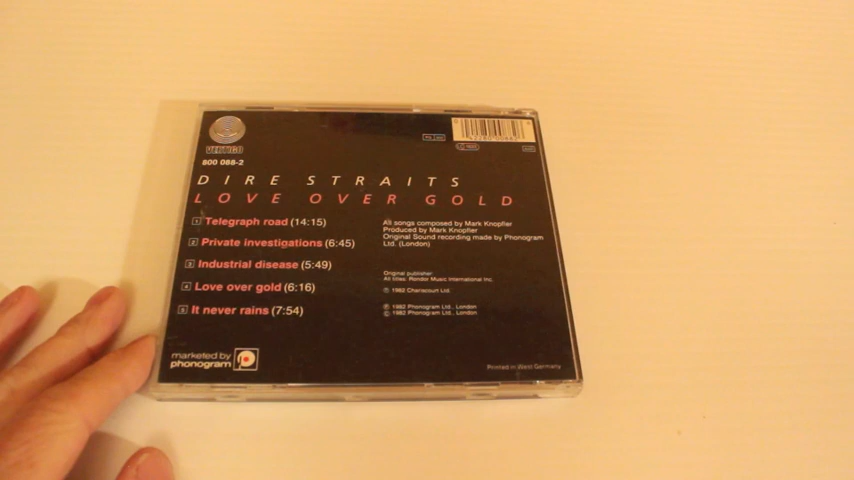 VERTIGO
800 088-2
DIRE STRAITS
LOVE OVER GOLD
1 Telegraph road (14:15)
2 Private investigations (6:45)
3 Industrial disease (5:49)
4 Love over gold (6:16)
5 It never rains (7:54)
All songs composed by Mark Knopfler
Produced by Mark Knopfler
Original Sound recording made by Phonogram
Ltd. (London)
Original publisher:
All titles: Rondor Music International Inc.
℗ 1982 Chariscourt Ltd.
℗ 1982 Phonogram Ltd., London
© 1982 Phonogram Ltd., London
marketed by
phonogram
Printed in West Germany